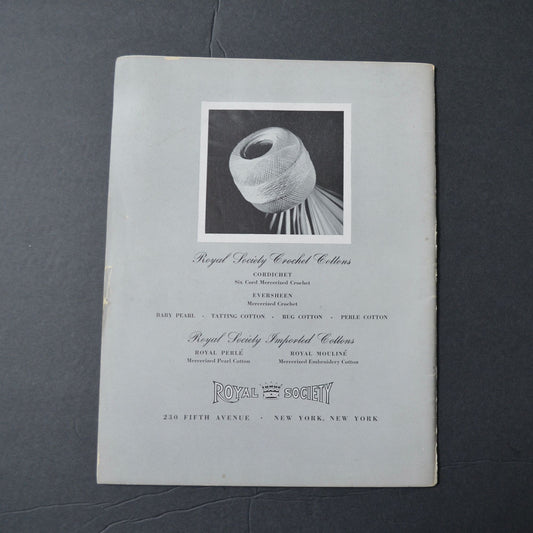 Royal Society Crochet Cottons
CORDICHET
Six Cord Mercerized Crochet
EVERSHEEN
Mercerized Crochet
BABY PEARL · TATTING COTTON · RUG COTTON · PERLE COTTON
Royal Society Imported Cottons
ROYAL PERLÉ ROYAL MOULINÉ
Mercerized Pearl Cotton Mercerized Embroidery Cotton
ROYAL SOCIETY
230 FIFTH AVENUE · NEW YORK, NEW YORK